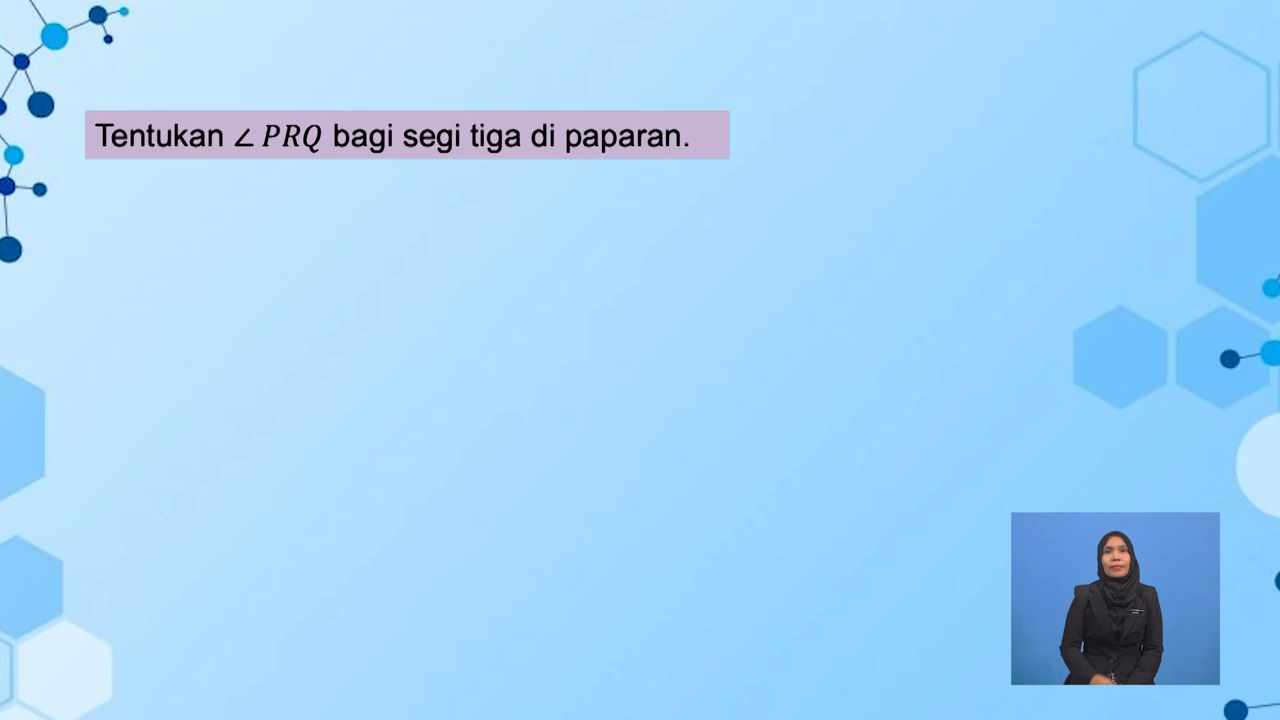 Tentukan ∠ PRQ bagi segi tiga di paparan.